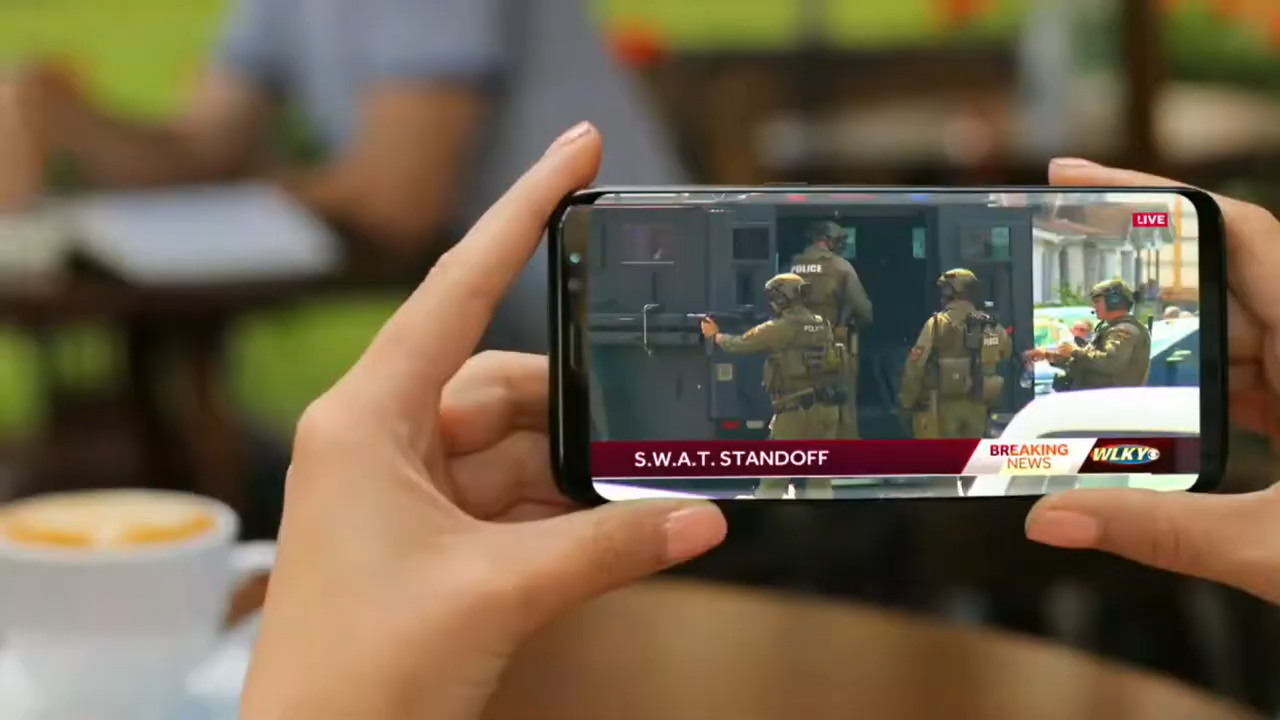 LIVE
POLICE
POLICE
S.W.A.T. STANDOFF
BREAKING
NEWS
WLKY